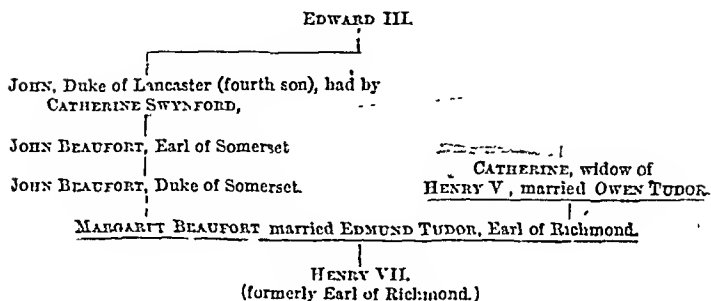 EDWARD III.
JOHN, Duke of Lancaster (fourth son), had by
CATHERINE SWYNFORD,
JOHN BEAUFORT, Earl of Somerset
JOHN BEAUFORT, Duke of Somerset.
CATHERINE, widow of
HENRY V, married OWEN TUDOR.
MARGARIT BEAUFORT married EDMUND TUDOR, Earl of Richmond.
HENRY VII.
(formerly Earl of Richmond.)